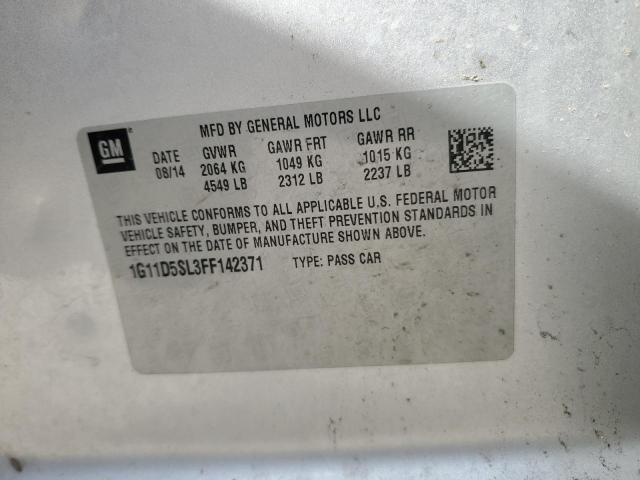 MFD BY GENERAL MOTORS LLC
GM ® DATE GVWR GAWR FRT GAWR RR
08/14 2064 KG 1049 KG 1015 KG
4549 LB 2312 LB 2237 LB
THIS VEHICLE CONFORMS TO ALL APPLICABLE U.S. FEDERAL MOTOR
VEHICLE SAFETY, BUMPER, AND THEFT PREVENTION STANDARDS IN
EFFECT ON THE DATE OF MANUFACTURE SHOWN ABOVE.
1G11D5SL3FF142371 TYPE: PASS CAR